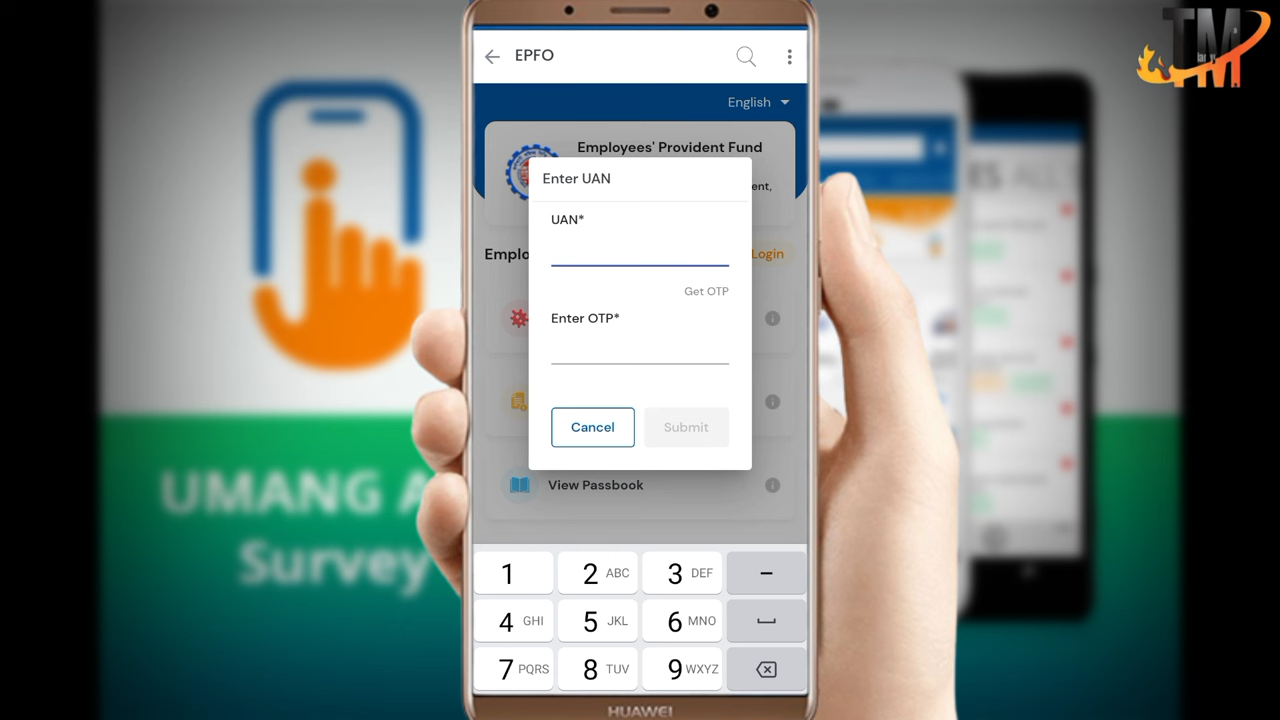 TM
EPFO
English
Employees' Provident Fund
ent,
Enter UAN
UAN*
Emplo
Login
Get OTP
Enter OTP*
Cancel
Submit
View Passbook
UMANG A
Survey
1
2 ABC
3 DEF
4 GHI
5 JKL
6 MNO
7 PQRS
8 TUV
9 WXYZ
HUAWEI